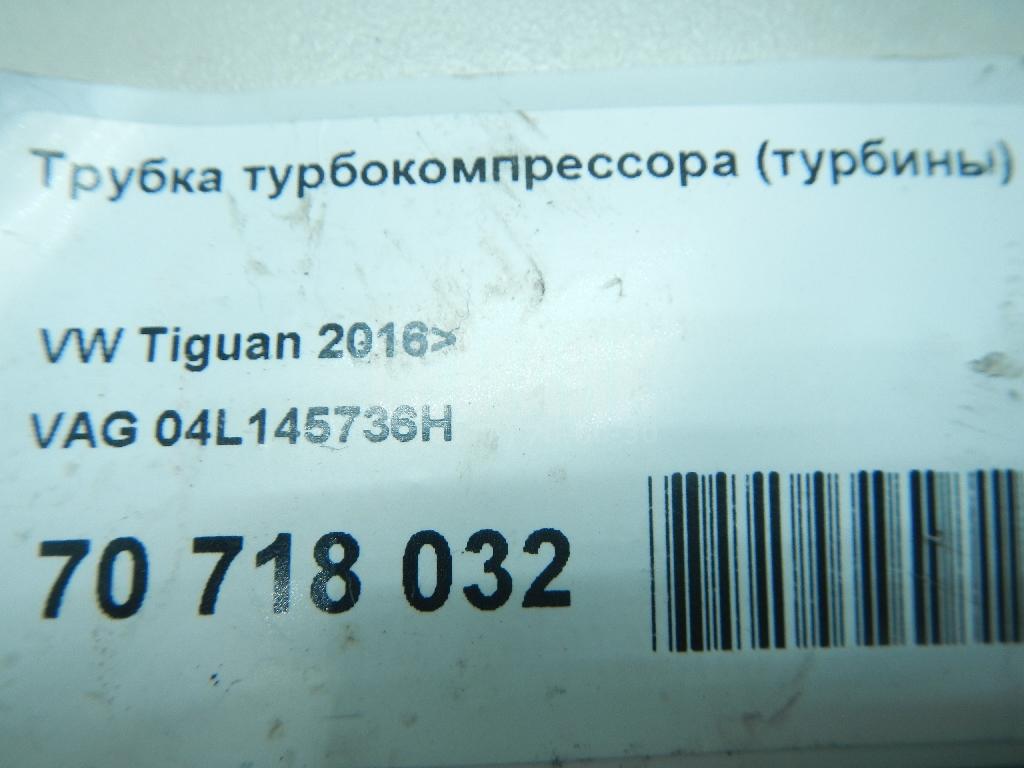 Трубка турбокомпрессора (турбины)
VW Tiguan 2016>
VAG 04L145736H
70 718 032